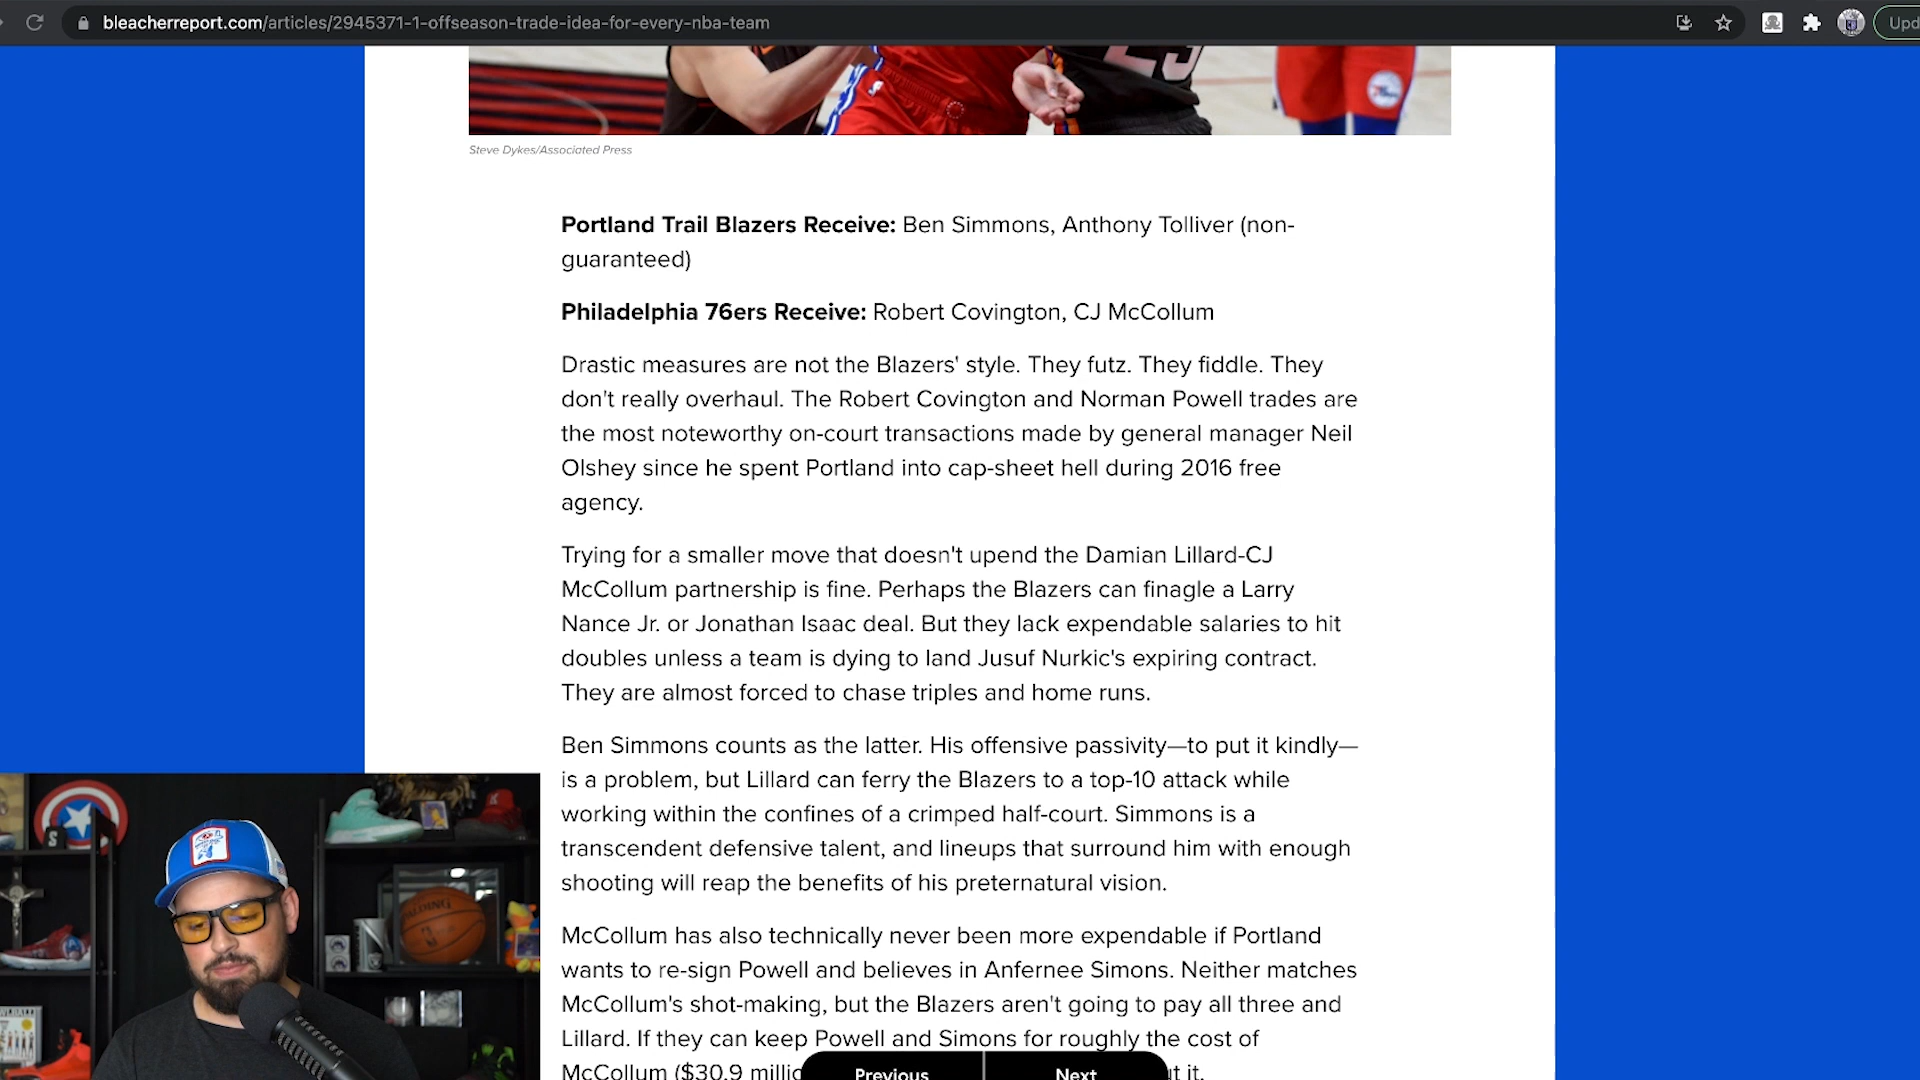 bleacherreport.com/articles/2945371-1-offseason-trade-idea-for-every-nba-team
Upd
23
Steve Dykes/Associated Press
Portland Trail Blazers Receive: Ben Simmons, Anthony Tolliver (non-
guaranteed)
Philadelphia 76ers Receive: Robert Covington, CJ McCollum
Drastic measures are not the Blazers' style. They futz. They fiddle. They
don't really overhaul. The Robert Covington and Norman Powell trades are
the most noteworthy on-court transactions made by general manager Neil
Olshey since he spent Portland into cap-sheet hell during 2016 free
agency.
Trying for a smaller move that doesn't upend the Damian Lillard-CJ
McCollum partnership is fine. Perhaps the Blazers can finagle a Larry
Nance Jr. or Jonathan Isaac deal. But they lack expendable salaries to hit
doubles unless a team is dying to land Jusuf Nurkic's expiring contract.
They are almost forced to chase triples and home runs.
Ben Simmons counts as the latter. His offensive passivity—to put it kindly—
is a problem, but Lillard can ferry the Blazers to a top-10 attack while
working within the confines of a crimped half-court. Simmons is a
transcendent defensive talent, and lineups that surround him with enough
shooting will reap the benefits of his preternatural vision.
McCollum has also technically never been more expendable if Portland
wants to re-sign Powell and believes in Anfernee Simons. Neither matches
McCollum's shot-making, but the Blazers aren't going to pay all three and
Lillard. If they can keep Powell and Simons for roughly the cost of
McCollum ($30.9 millio
t it.
Previous
Next
SPALDING